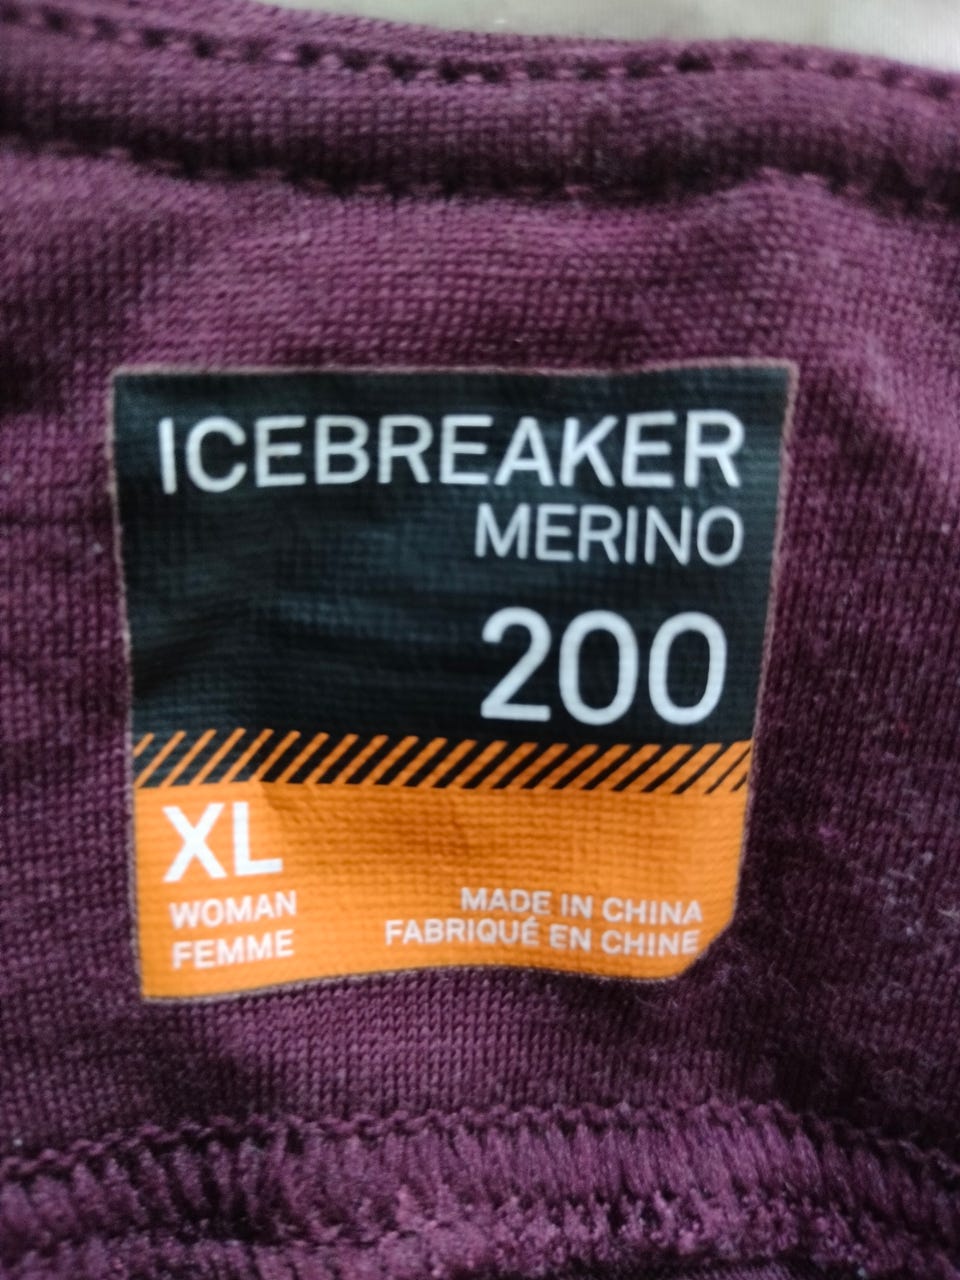 ICEBREAKER
MERINO
200
XL
WOMAN
FEMME
MADE IN CHINA
FABRIQUÉ EN CHINE